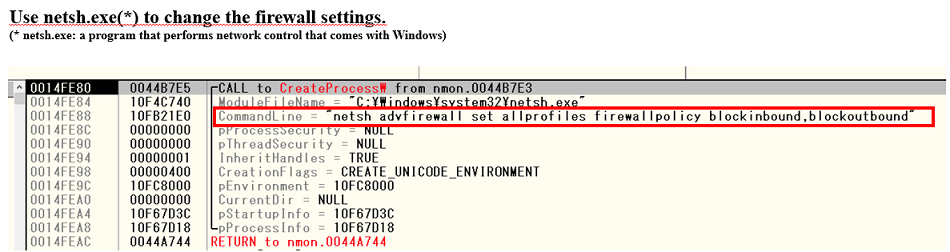 Use netsh.exe(*) to change the firewall settings.
(* netsh.exe: a program that performs network control that comes with Windows)
0014FE80 0044B7E5 CALL to CreateProcessW from nmon.0044B7E3
0014FE84 10F4C740 ModuleFileName = "C:¥Windows¥system32¥netsh.exe"
0014FE88 10FB21E0 CommandLine = "netsh advfirewall set allprofiles firewallpolicy blockinbound,blockoutbound"
0014FE8C 00000000 pProcessSecurity = NULL
0014FE90 00000000 pThreadSecurity = NULL
0014FE94 00000001 InheritHandles = TRUE
0014FE98 00000400 CreationFlags = CREATE_UNICODE_ENVIRONMENT
0014FE9C 10FC8000 pEnvironment = 10FC8000
0014FEA0 00000000 CurrentDir = NULL
0014FEA4 10F67D3C pStartupInfo = 10F67D3C
0014FEA8 10F67D18 pProcessInfo = 10F67D18
0014FEAC 0044A744 RETURN to nmon.0044A744